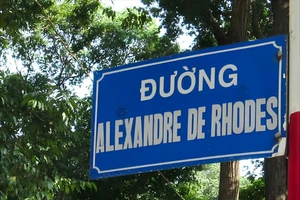 ĐƯỜNG
ALEXANDRE DE RHODES